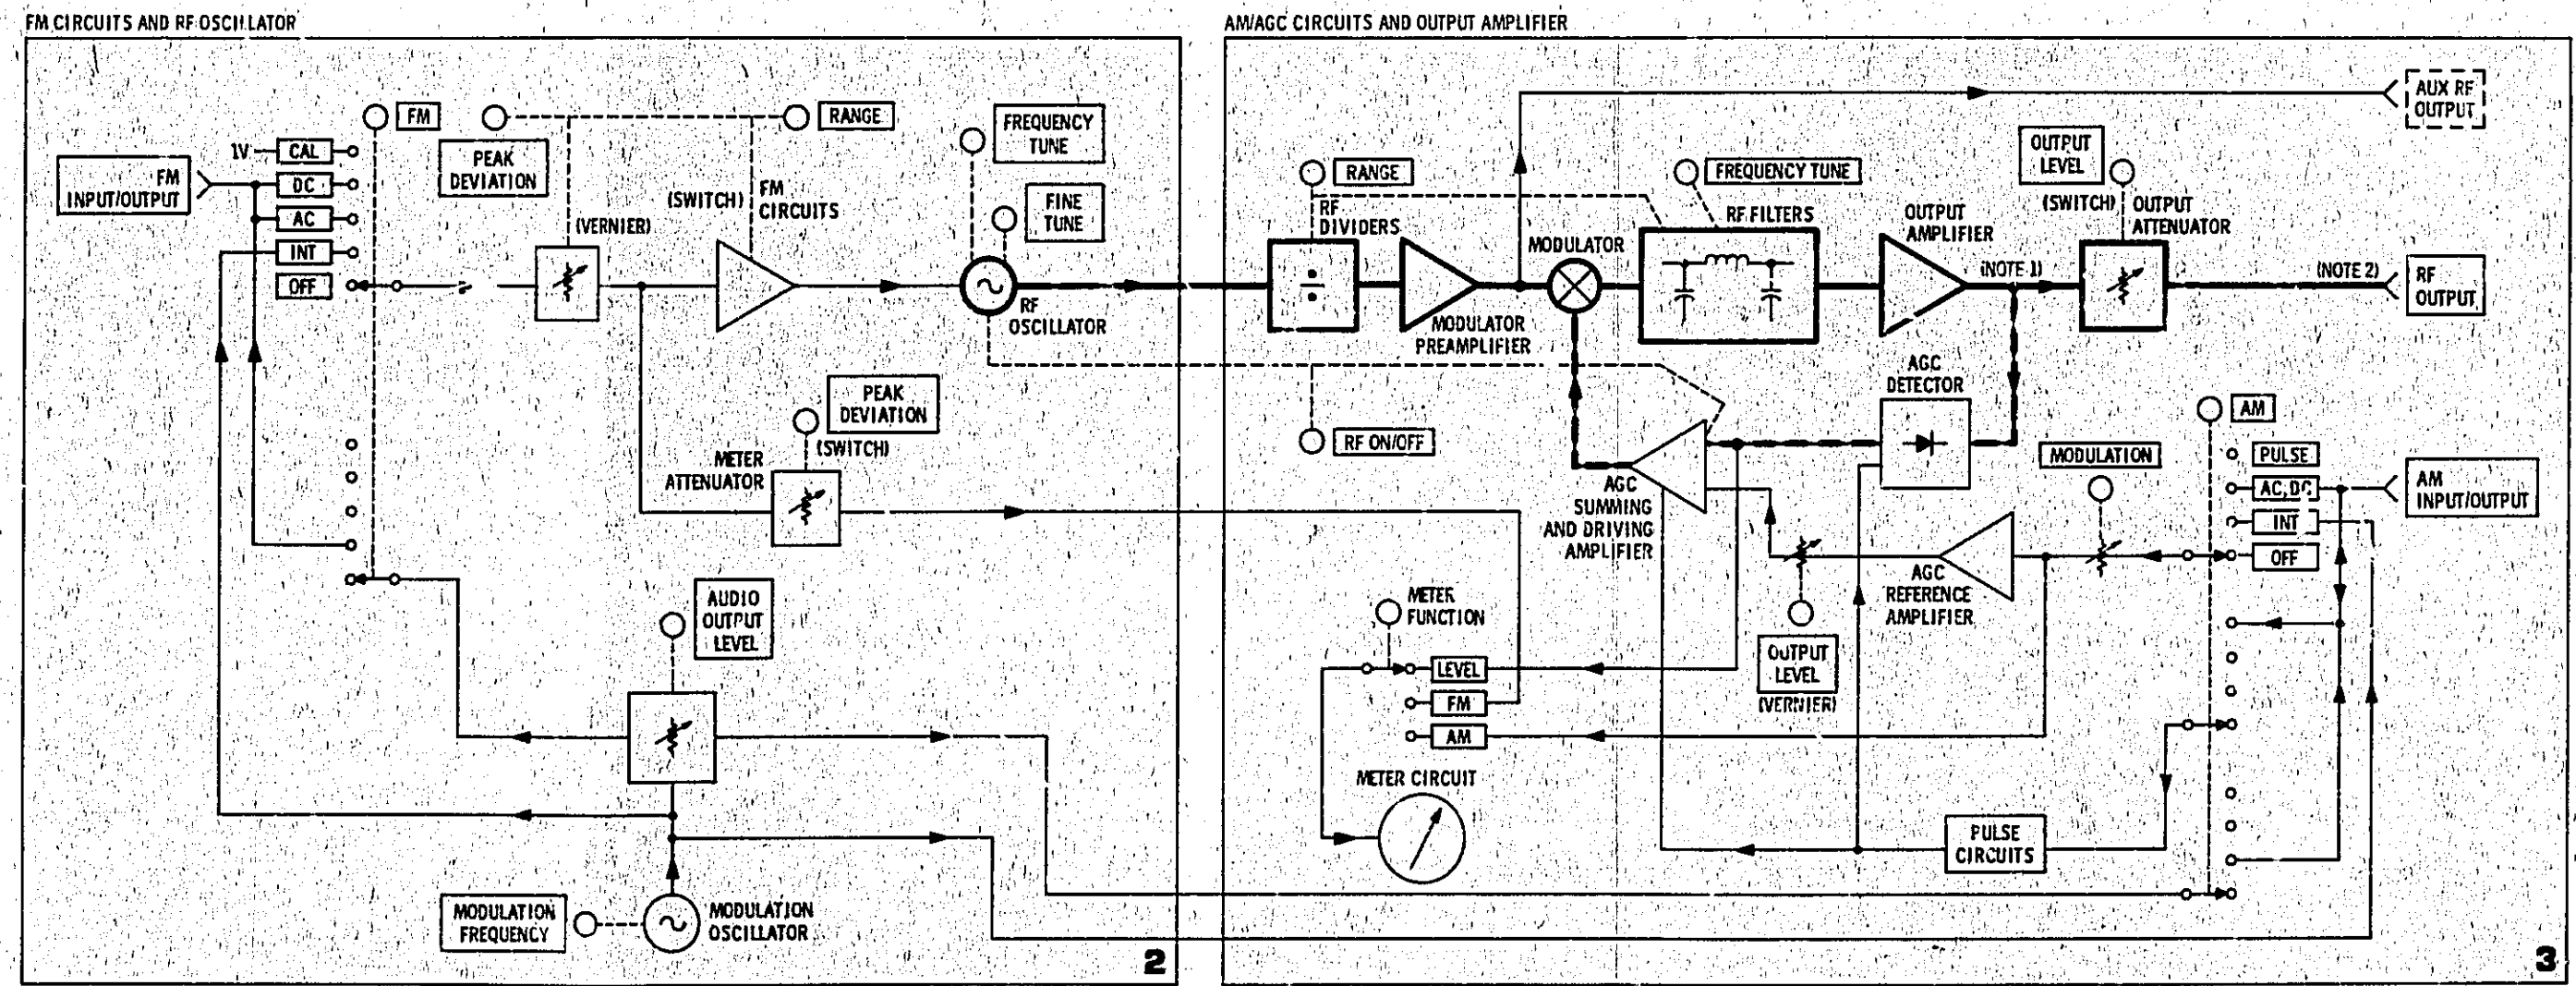 FM CIRCUITS AND RF OSCILLATOR
FM
1V
CAL
DC
AC
INT
OFF
FM
INPUT/OUTPUT
PEAK
DEVIATION
RANGE
(VERNIER)
(SWITCH)
FM
CIRCUITS
FREQUENCY
TUNE
FINE
TUNE
RF
OSCILLATOR
PEAK
DEVIATION
(SWITCH)
METER
ATTENUATOR
AUDIO
OUTPUT
LEVEL
MODULATION
FREQUENCY
MODULATION
OSCILLATOR
2
AM/AGC CIRCUITS AND OUTPUT AMPLIFIER
AUX RF
OUTPUT
RANGE
RF
DIVIDERS
MODULATOR
PREAMPLIFIER
MODULATOR
FREQUENCY TUNE
RF FILTERS
OUTPUT
AMPLIFIER
(NOTE 1)
OUTPUT
LEVEL
(SWITCH)
OUTPUT
ATTENUATOR
(NOTE 2)
RF
OUTPUT
RF ON/OFF
AGC
DETECTOR
AGC
SUMMING
AND DRIVING
AMPLIFIER
MODULATION
AM
PULSE
AC, DC
INT
OFF
AM
INPUT/OUTPUT
AGC
REFERENCE
AMPLIFIER
OUTPUT
LEVEL
(VERNIER)
METER
FUNCTION
LEVEL
FM
AM
METER CIRCUIT
PULSE
CIRCUITS
3